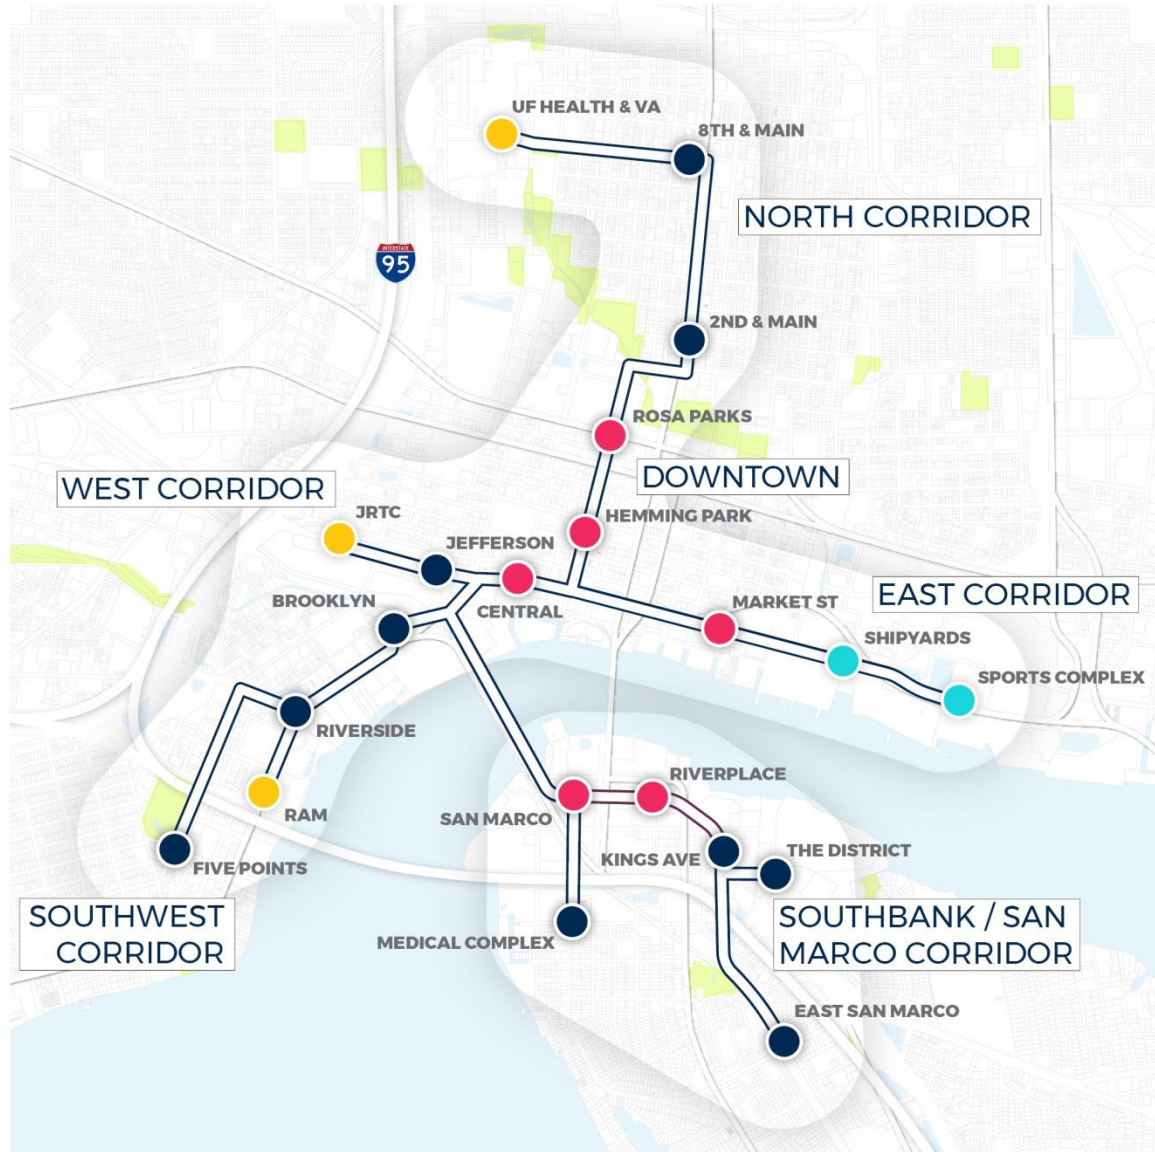 UF HEALTH & VA
8TH & MAIN
NORTH CORRIDOR
INTERSTATE
95
2ND & MAIN
ROSA PARKS
DOWNTOWN
WEST CORRIDOR
JRTC
HEMMING PARK
JEFFERSON
CENTRAL
BROOKLYN
MARKET ST
EAST CORRIDOR
SHIPYARDS
SPORTS COMPLEX
RIVERSIDE
RAM
FIVE POINTS
SOUTHWEST
CORRIDOR
RIVERPLACE
SAN MARCO
KINGS AVE
THE DISTRICT
MEDICAL COMPLEX
SOUTHBANK / SAN
MARCO CORRIDOR
EAST SAN MARCO